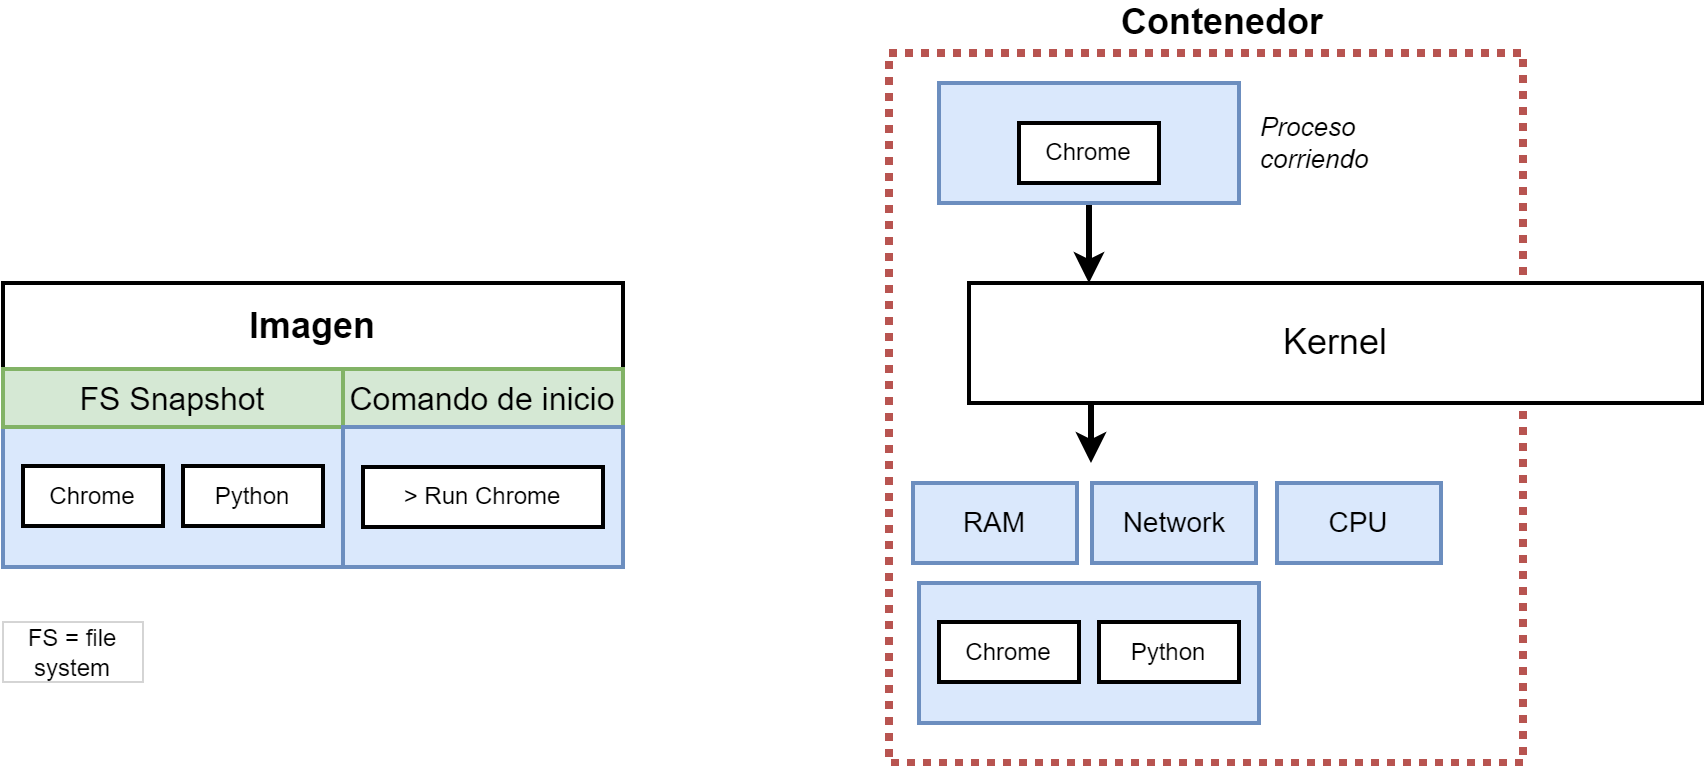 Contenedor
Chrome
Proceso
corriendo
Kernel
Imagen
FS Snapshot
Comando de inicio
Chrome
Python
> Run Chrome
RAM
Network
CPU
Chrome
Python
FS = file
system